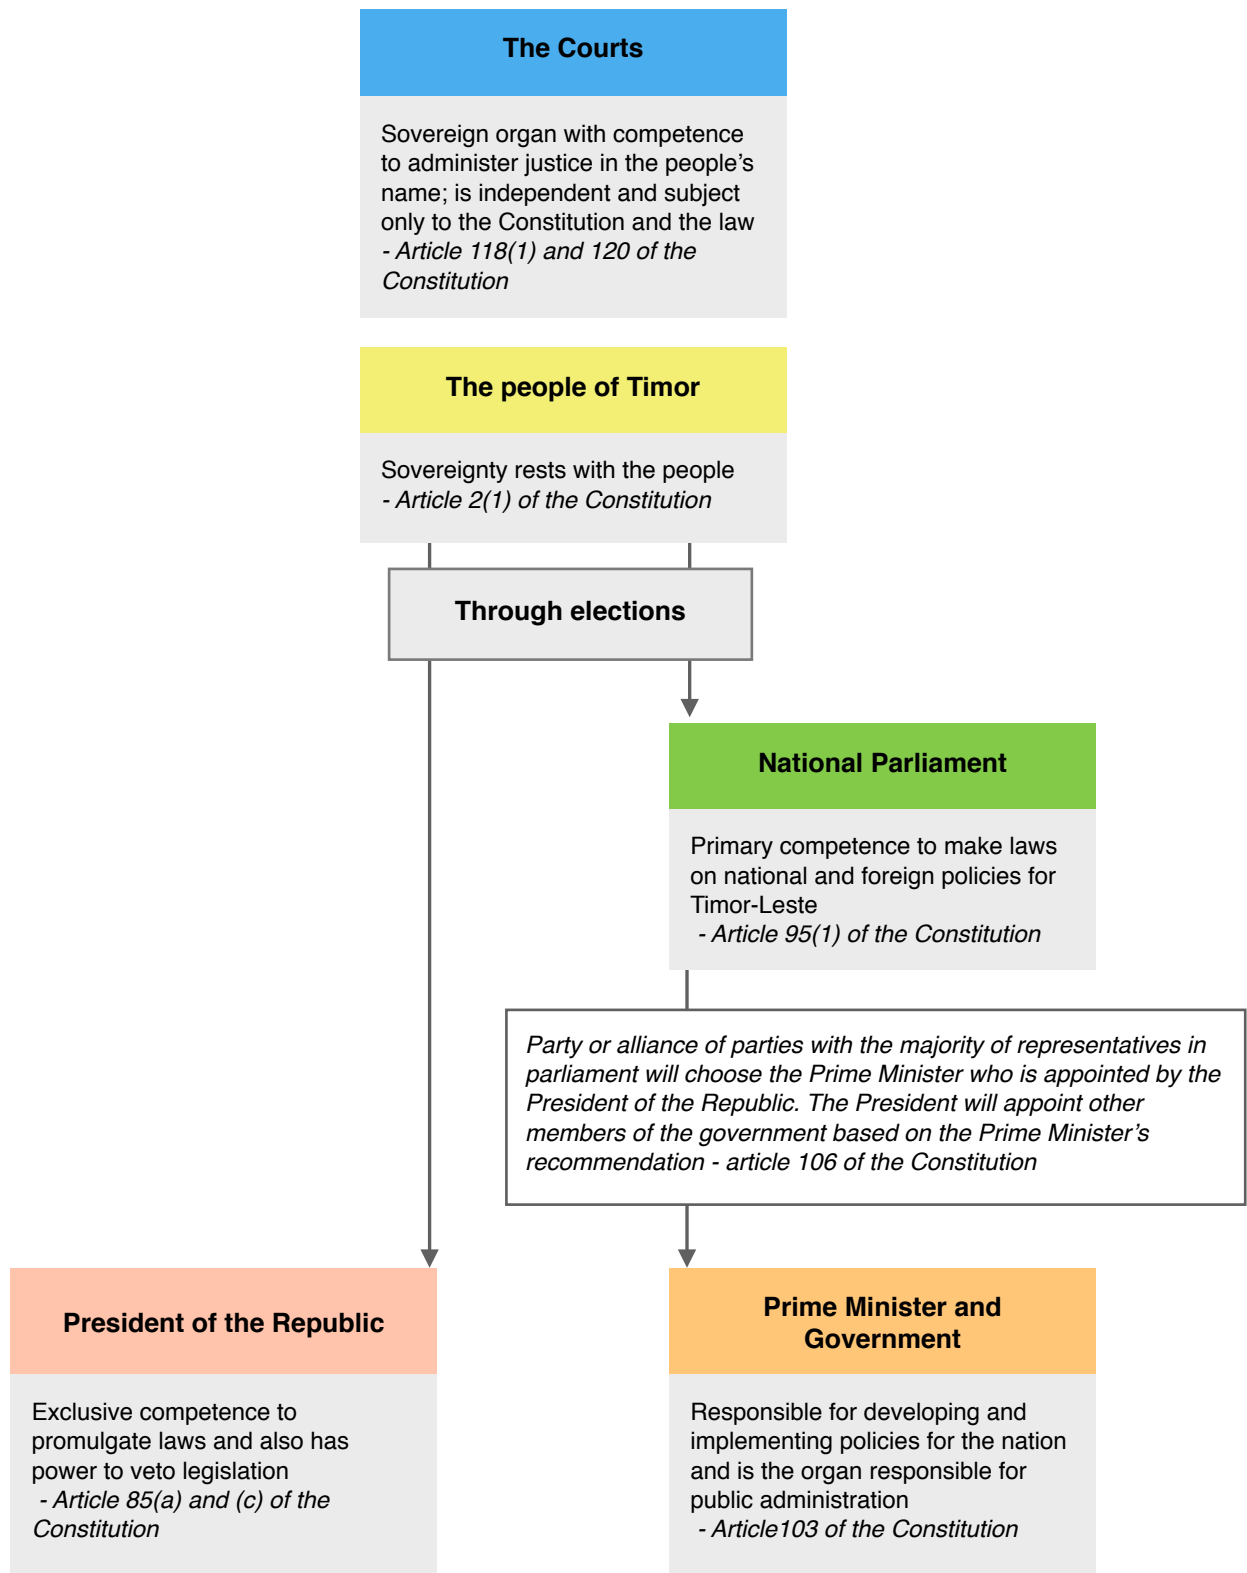 The Courts
Sovereign organ with competence
to administer justice in the people’s
name; is independent and subject
only to the Constitution and the law
- Article 118(1) and 120 of the
Constitution
The people of Timor
Sovereignty rests with the people
- Article 2(1) of the Constitution
Through elections
National Parliament
Primary competence to make laws
on national and foreign policies for
Timor-Leste
- Article 95(1) of the Constitution
Party or alliance of parties with the majority of representatives in
parliament will choose the Prime Minister who is appointed by the
President of the Republic. The President will appoint other
members of the government based on the Prime Minister’s
recommendation - article 106 of the Constitution
President of the Republic
Exclusive competence to
promulgate laws and also has
power to veto legislation
- Article 85(a) and (c) of the
Constitution
Prime Minister and
Government
Responsible for developing and
implementing policies for the nation
and is the organ responsible for
public administration
- Article103 of the Constitution